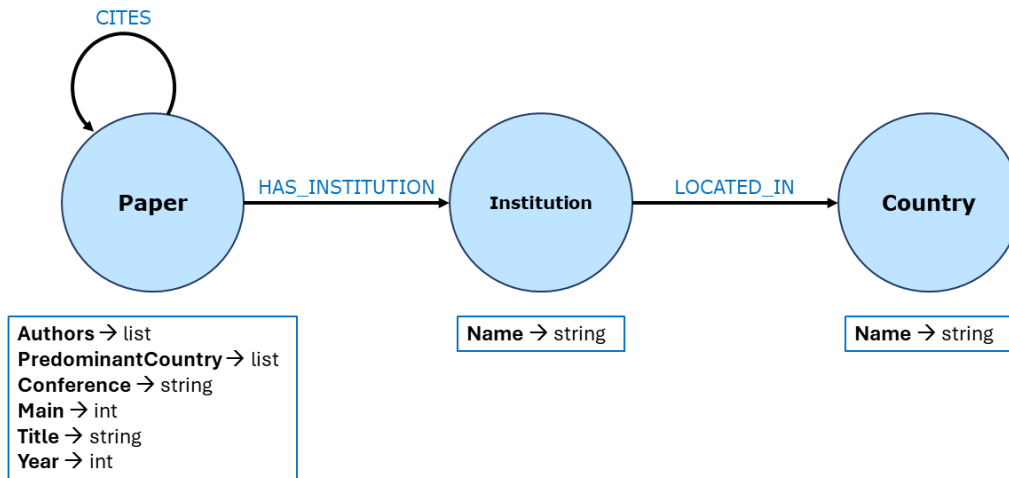 CITES
Paper
HAS_INSTITUTION
Institution
LOCATED_IN
Country
Authors → list
PredominantCountry → list
Conference → string
Main → int
Title → string
Year → int
Name → string
Name → string